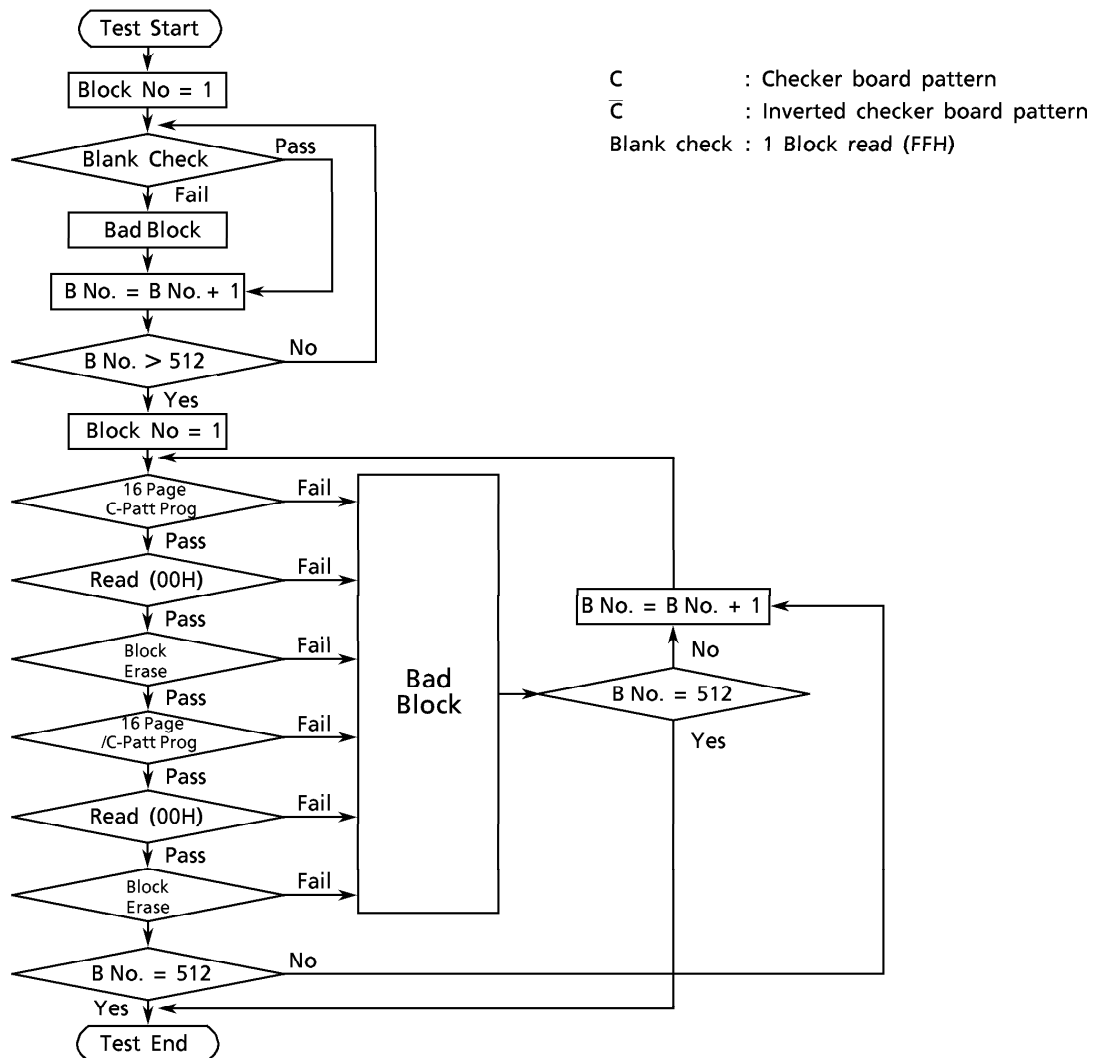 Test Start
Block No = 1
C : Checker board pattern
C̅ : Inverted checker board pattern
Blank check : 1 Block read (FFH)
Blank Check
Pass
Fail
Bad Block
B No. = B No. + 1
B No. > 512
No
Yes
Block No = 1
16 Page
C-Patt Prog
Fail
Pass
Read (00H)
Fail
Pass
Block
Erase
Fail
Pass
16 Page
/C-Patt Prog
Fail
Pass
Read (00H)
Fail
Pass
Block
Erase
Fail
Bad
Block
B No. = B No. + 1
No
B No. = 512
Yes
B No. = 512
No
Yes
Test End